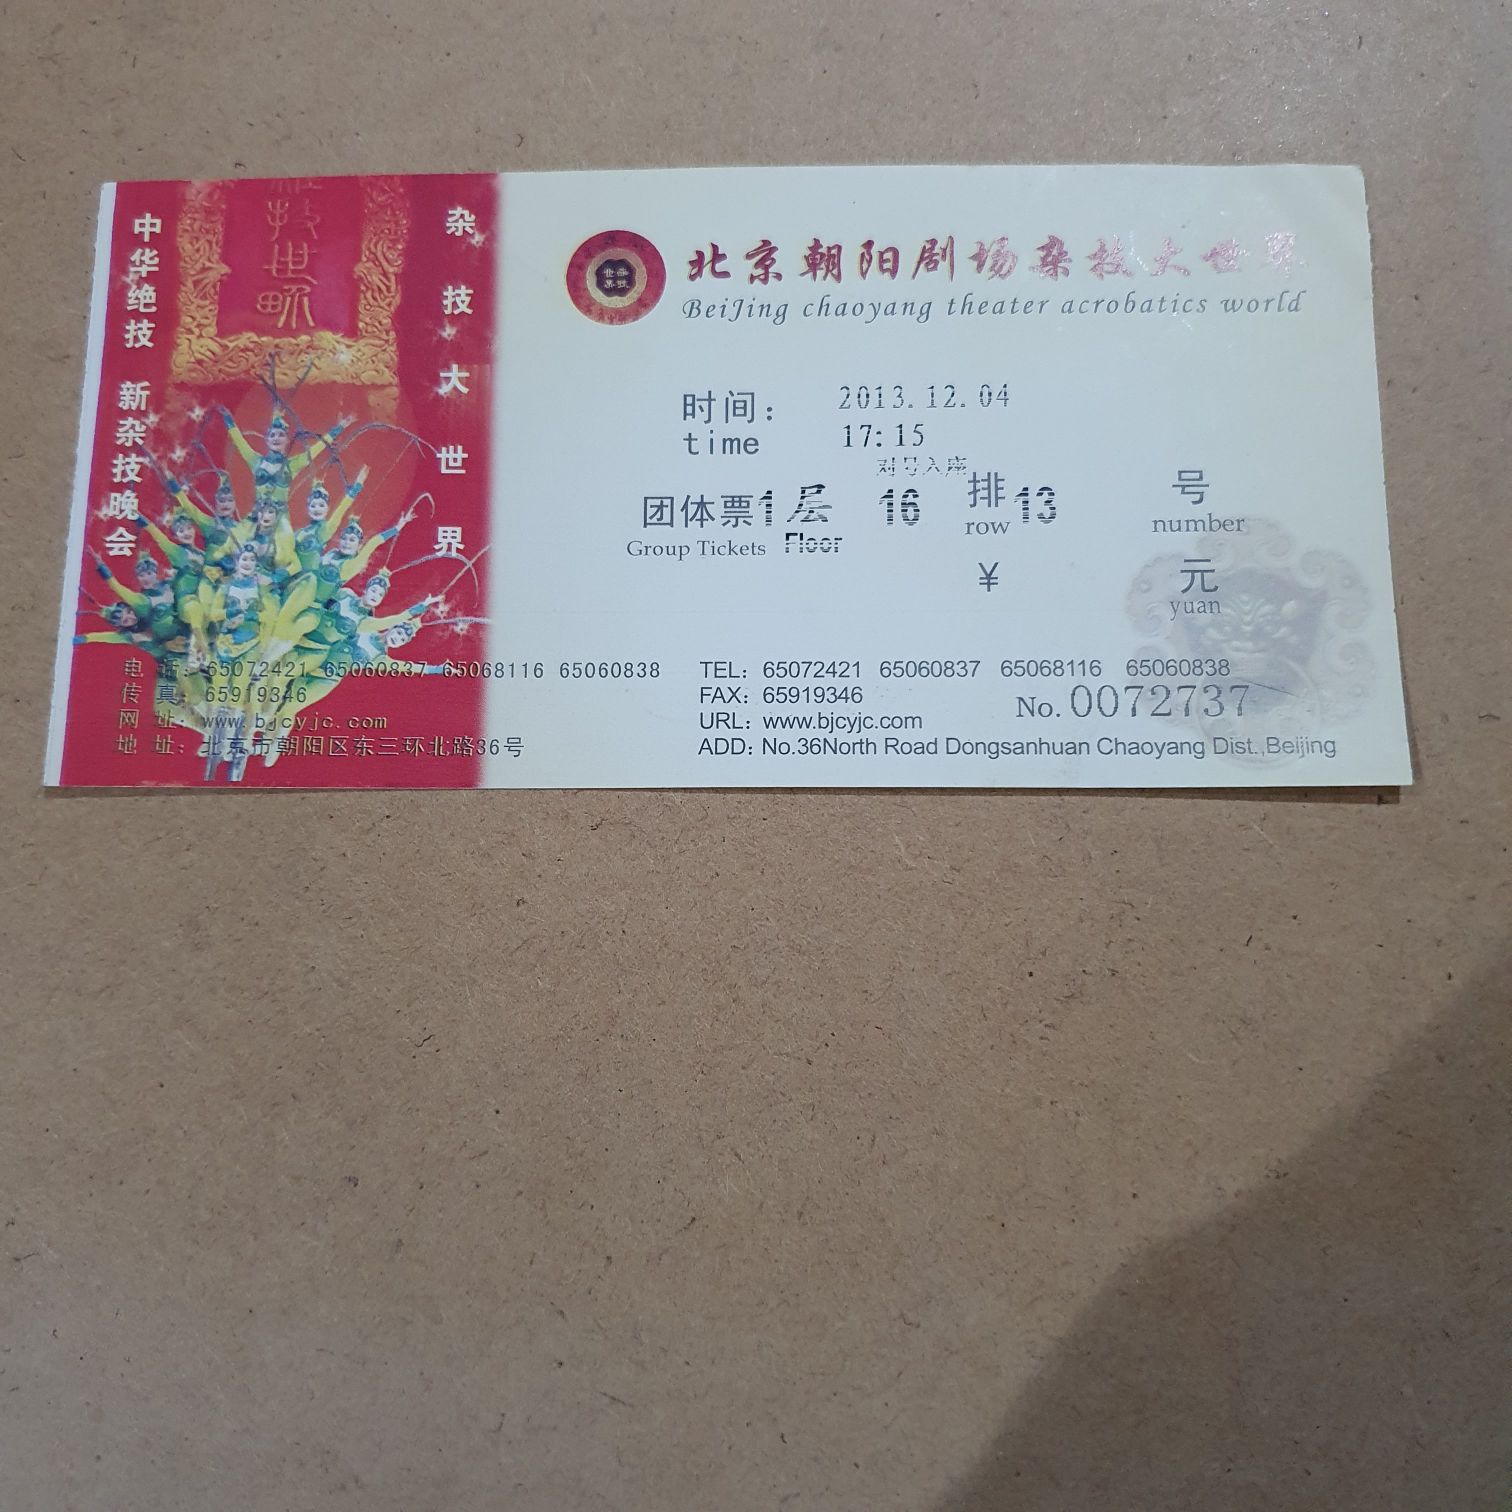 中华绝技 新杂技晚会
技世界
杂技大世界
北京朝阳剧场杂技大世界
BeiJing chaoyang theater acrobatics world
时间: 2013.12.04
time 17:15
对号入座
团体票1层 16 排 13 号
Group Tickets Floor row number
¥ 元
yuan
电 话: 65072421 65060837 65068116 65060838
传 真: 65919346
网 址: www.bjcyjc.com
地 址: 北京市朝阳区东三环北路36号
TEL: 65072421 65060837 65068116 65060838
FAX: 65919346
No. 0072737
URL: www.bjcyjc.com
ADD: No.36North Road Dongsanhuan Chaoyang Dist.,Beijing